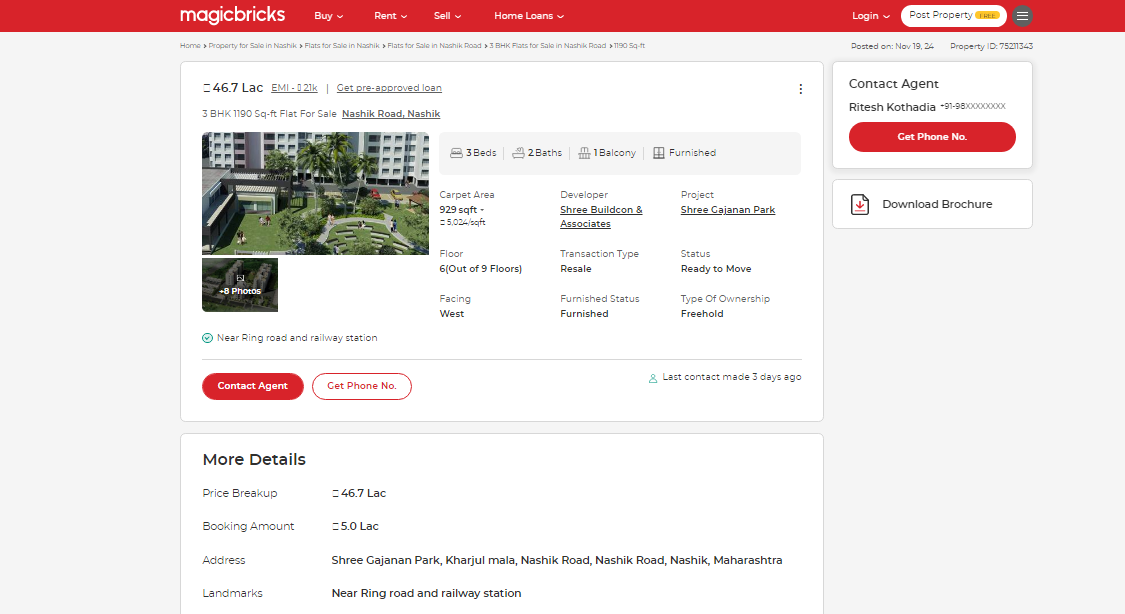 magicbricks
Buy Rent Sell Home Loans Login Post Property FREE
Home > Property for Sale in Nashik > Flats for Sale in Nashik > Flats for Sale in Nashik Road > 3 BHK Flats for Sale in Nashik Road > 1190 Sq-ft
Posted on: Nov 19, 24 Property ID: 75211343
46.7 Lac EMI - 21k | Get pre-approved loan
3 BHK 1190 Sq-ft Flat For Sale Nashik Road, Nashik
3 Beds 2 Baths 1 Balcony Furnished
Carpet Area
929 sqft -
5,024/sqft
Developer
Shree Buildcon &
Associates
Project
Shree Gajanan Park
Floor
6(Out of 9 Floors)
Transaction Type
Resale
Status
Ready to Move
Facing
West
Furnished Status
Furnished
Type Of Ownership
Freehold
+8 Photos
Near Ring road and railway station
Contact Agent Get Phone No.
Last contact made 3 days ago
Contact Agent
Ritesh Kothadia +91-98XXXXXXXX
Get Phone No.
Download Brochure
More Details
Price Breakup 46.7 Lac
Booking Amount 5.0 Lac
Address Shree Gajanan Park, Kharjul mala, Nashik Road, Nashik Road, Nashik, Maharashtra
Landmarks Near Ring road and railway station